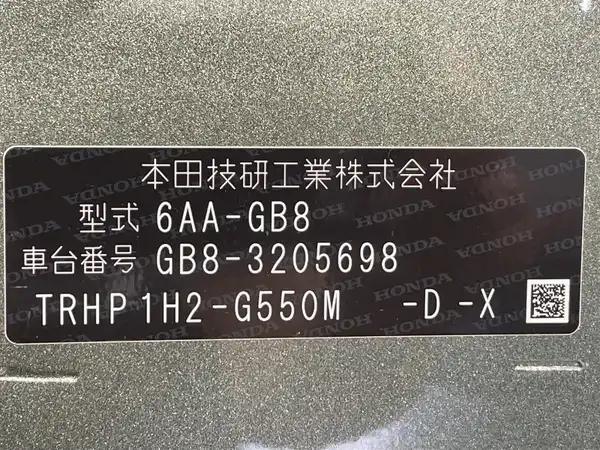 本田技研工業株式会社
型式 6AA-GB8
車台番号 GB8-3205698
TRHP1H2-G550M -D -X